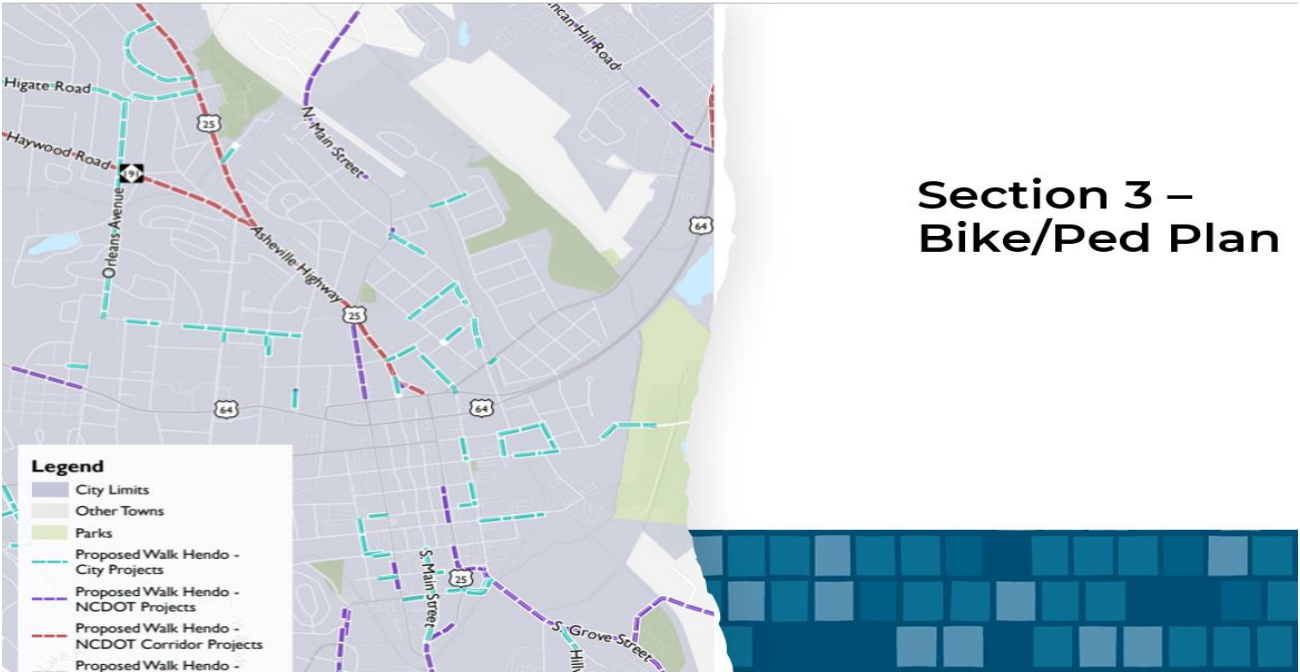 ncan Hill Road
Higate Road
25
N. Main Street
Haywood Road
191
Orleans Avenue
64
Asheville Highway
25
64
64
S. Main Street
25
S. Grove Street
Hill
Legend
City Limits
Other Towns
Parks
Proposed Walk Hendo -
City Projects
Proposed Walk Hendo -
NCDOT Projects
Proposed Walk Hendo -
NCDOT Corridor Projects
Proposed Walk Hendo -
Section 3 –
Bike/Ped Plan